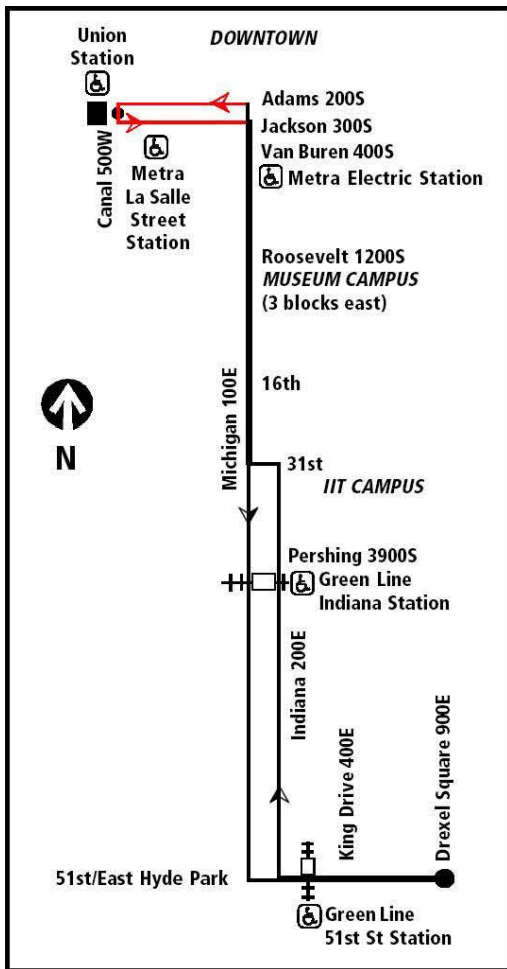 Union
Station
DOWNTOWN
Adams 200S
Jackson 300S
Van Buren 400S
Metra Electric Station
Canal 500W
Metra
La Salle
Street
Station
Roosevelt 1200S
MUSEUM CAMPUS
(3 blocks east)
16th
Michigan 100E
N
31st
IIT CAMPUS
Pershing 3900S
Green Line
Indiana Station
Indiana 200E
King Drive 400E
Drexel Square 900E
51st/East Hyde Park
Green Line
51st St Station